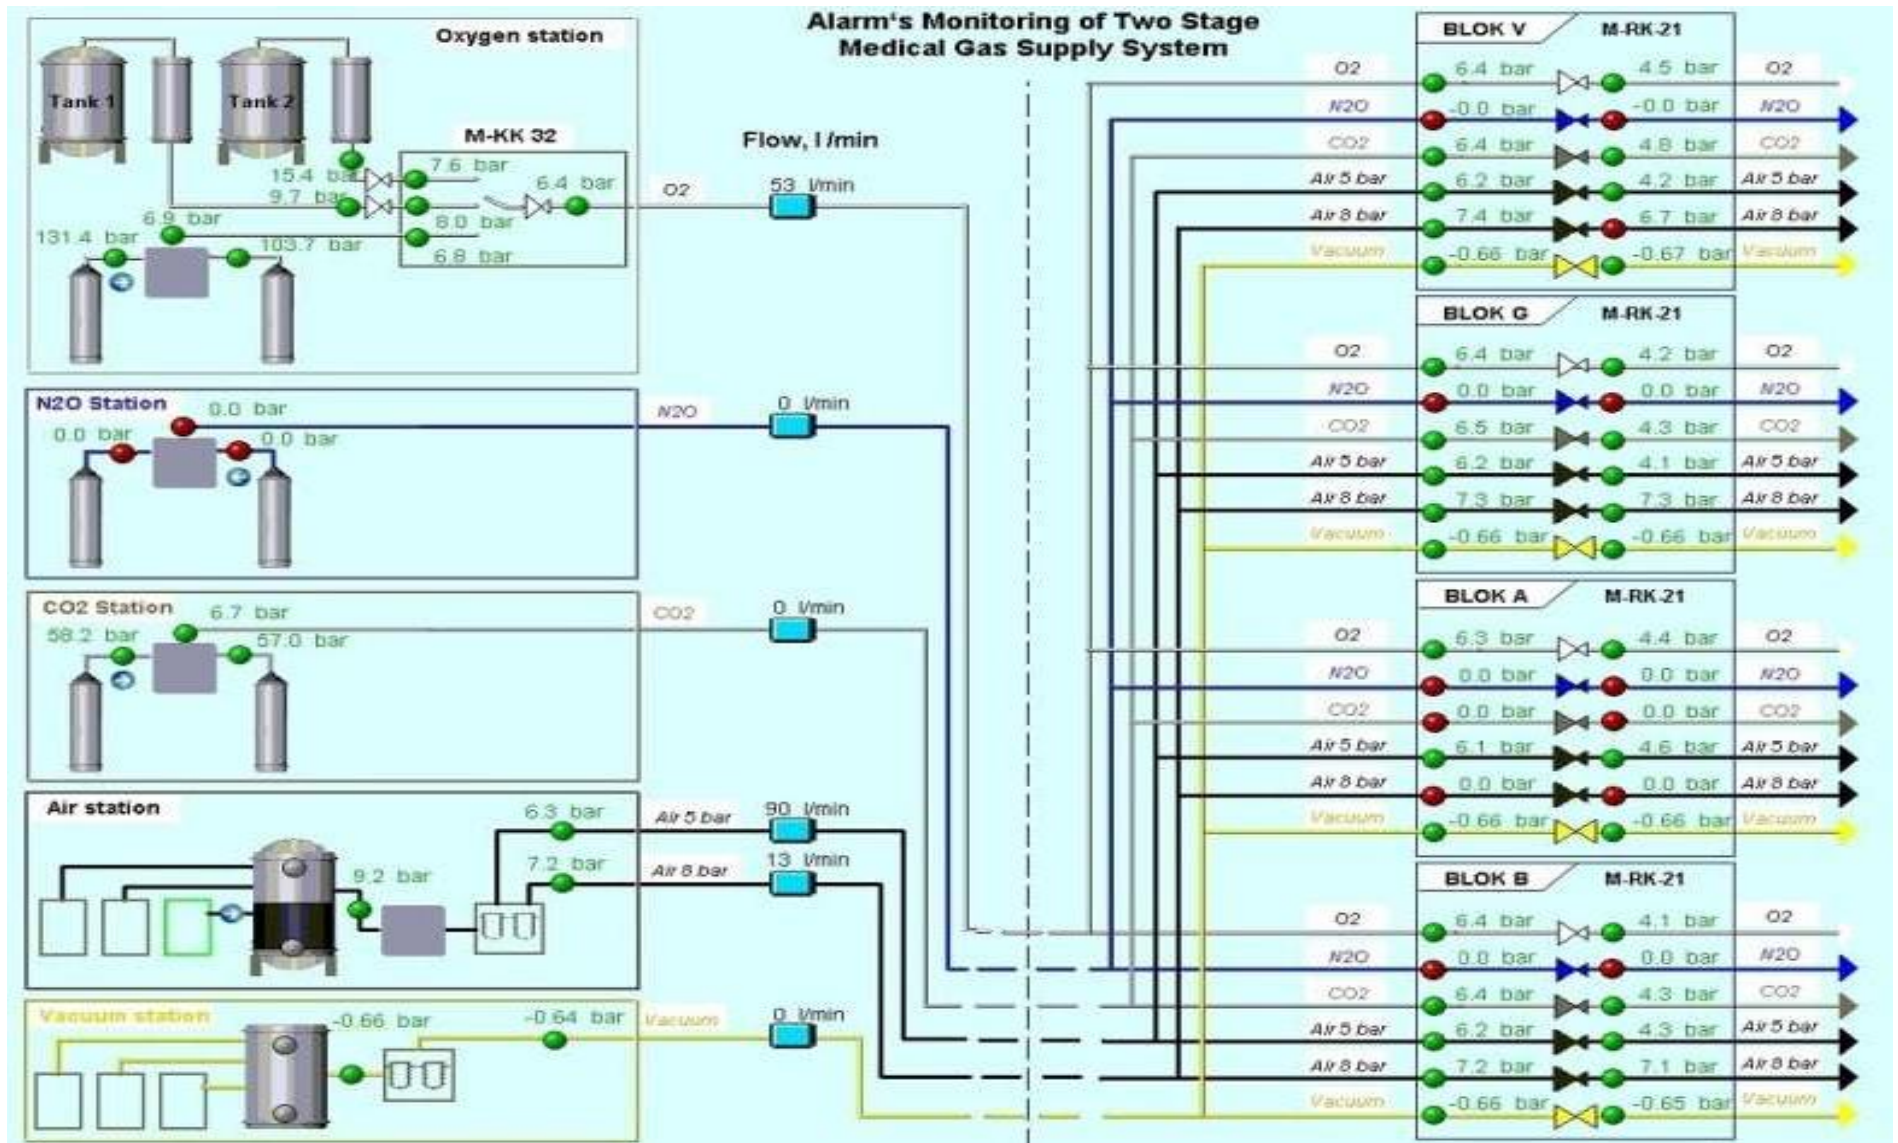 Alarm's Monitoring of Two Stage
Medical Gas Supply System
Oxygen station
Tank 1
Tank 2
M-KK 32
15.4 bar
7.6 bar
9.7 bar
6.4 bar
8.0 bar
6.9 bar
131.4 bar
103.7 bar
6.8 bar
O2
Flow, l /min
53 l/min
N2O Station
0.0 bar
0.0 bar
0.0 bar
N2O
0 l/min
CO2 Station
6.7 bar
58.2 bar
57.0 bar
CO2
0 l/min
Air station
9.2 bar
6.3 bar
Air 5 bar
90 l/min
7.2 bar
Air 8 bar
13 l/min
Vacuum station
-0.66 bar
-0.64 bar
Vacuum
0 l/min
BLOK V M-RK-21
O2 6.4 bar 4.5 bar O2
N2O -0.0 bar -0.0 bar N2O
CO2 6.4 bar 4.8 bar CO2
Air 5 bar 6.2 bar 4.2 bar Air 5 bar
Air 8 bar 7.4 bar 6.7 bar Air 8 bar
Vacuum -0.66 bar -0.67 bar Vacuum
BLOK G M-RK-21
O2 6.4 bar 4.2 bar O2
N2O 0.0 bar 0.0 bar N2O
CO2 6.5 bar 4.3 bar CO2
Air 5 bar 6.2 bar 4.1 bar Air 5 bar
Air 8 bar 7.3 bar 7.3 bar Air 8 bar
Vacuum -0.66 bar -0.66 bar Vacuum
BLOK A M-RK-21
O2 6.3 bar 4.4 bar O2
N2O 0.0 bar 0.0 bar N2O
CO2 0.0 bar 0.0 bar CO2
Air 5 bar 6.1 bar 4.6 bar Air 5 bar
Air 8 bar 0.0 bar 0.0 bar Air 8 bar
Vacuum -0.66 bar -0.66 bar Vacuum
BLOK B M-RK-21
O2 6.4 bar 4.1 bar O2
N2O 0.0 bar 0.0 bar N2O
CO2 6.4 bar 4.3 bar CO2
Air 5 bar 6.2 bar 4.3 bar Air 5 bar
Air 8 bar 7.2 bar 7.1 bar Air 8 bar
Vacuum -0.66 bar -0.65 bar Vacuum